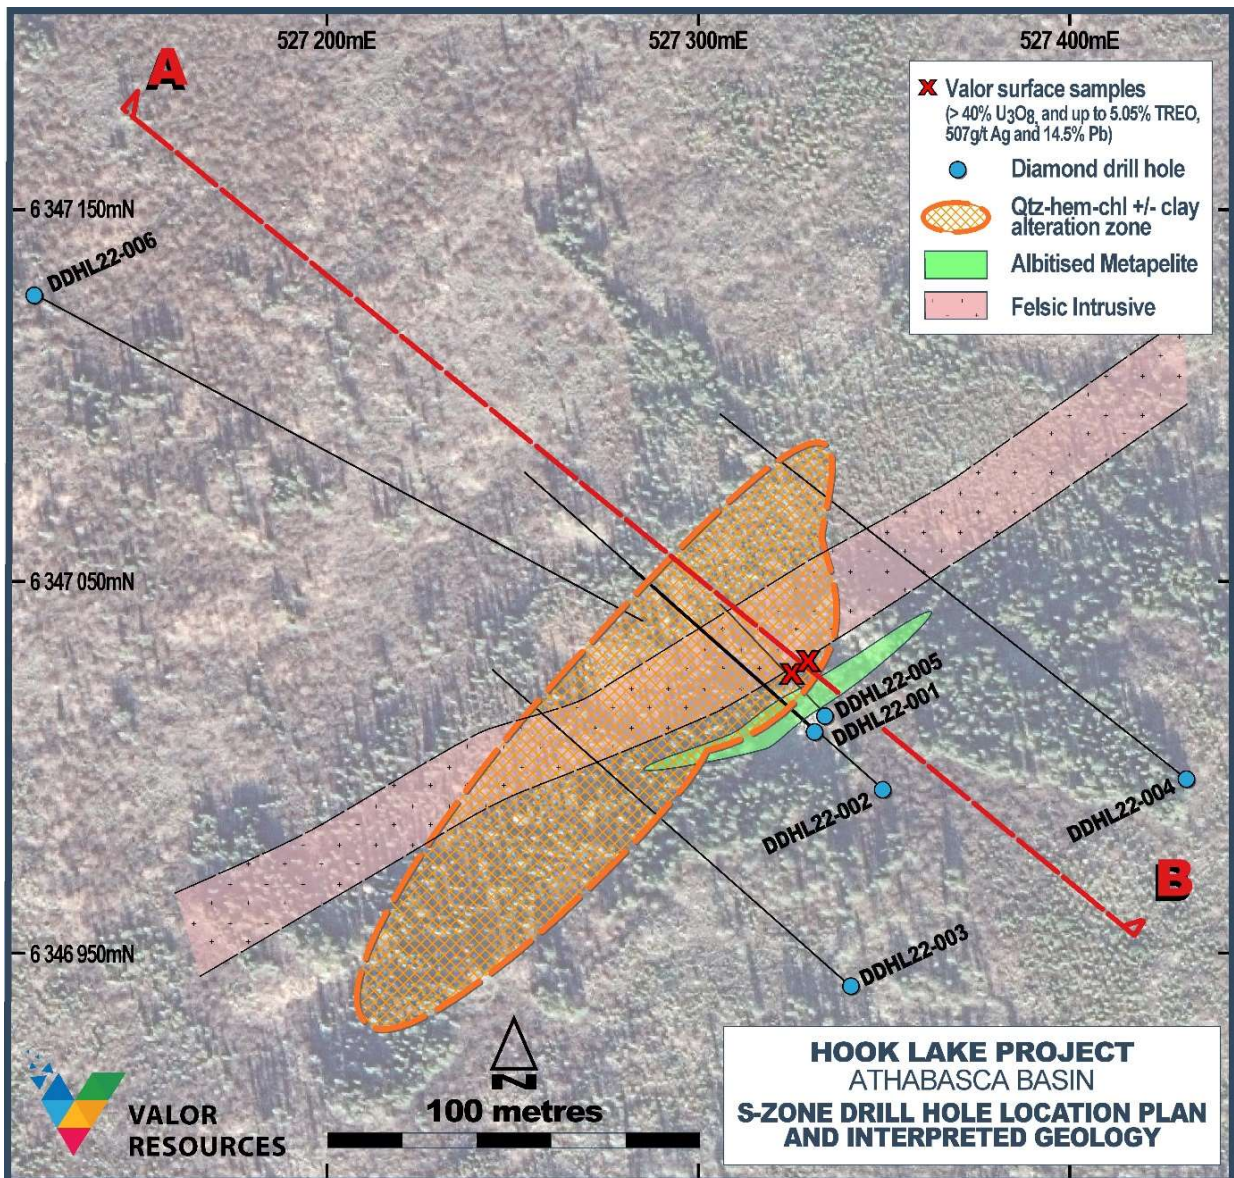 527 200mE
527 300mE
527 400mE
A
X Valor surface samples
(> 40% U₃O₈, and up to 5.05% TREO,
507g/t Ag and 14.5% Pb)
Diamond drill hole
Qtz-hem-chl +/- clay
alteration zone
Albitised Metapelite
Felsic Intrusive
6 347 150mN
DDHL22-006
6 347 050mN
X X
DDHL22-005
DDHL22-001
DDHL22-002
DDHL22-004
B
6 346 950mN
DDHL22-003
N
100 metres
VALOR
RESOURCES
HOOK LAKE PROJECT
ATHABASCA BASIN
S-ZONE DRILL HOLE LOCATION PLAN
AND INTERPRETED GEOLOGY